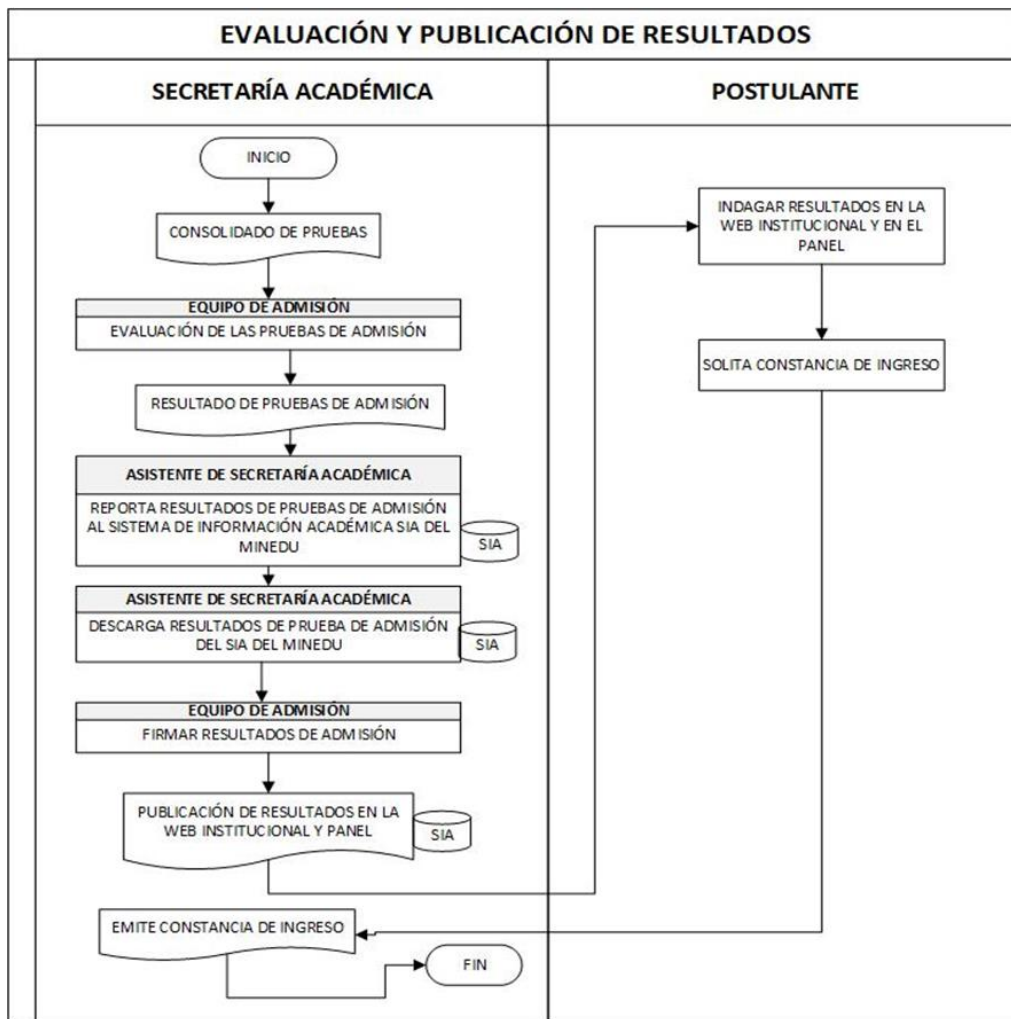 EVALUACIÓN Y PUBLICACIÓN DE RESULTADOS
SECRETARÍA ACADÉMICA
POSTULANTE
INICIO
CONSOLIDADO DE PRUEBAS
EQUIPO DE ADMISIÓN
EVALUACIÓN DE LAS PRUEBAS DE ADMISIÓN
RESULTADO DE PRUEBAS DE ADMISIÓN
ASISTENTE DE SECRETARÍA ACADÉMICA
REPORTA RESULTADOS DE PRUEBAS DE ADMISIÓN
AL SISTEMA DE INFORMACIÓN ACADÉMICA SIA DEL
MINEDU
SIA
ASISTENTE DE SECRETARÍA ACADÉMICA
DESCARGA RESULTADOS DE PRUEBA DE ADMISIÓN
DEL SIA DEL MINEDU
SIA
EQUIPO DE ADMISIÓN
FIRMAR RESULTADOS DE ADMISIÓN
PUBLICACIÓN DE RESULTADOS EN LA
WEB INSTITUCIONAL Y PANEL
SIA
INDAGAR RESULTADOS EN LA
WEB INSTITUCIONAL Y EN EL
PANEL
SOLITA CONSTANCIA DE INGRESO
EMITE CONSTANCIA DE INGRESO
FIN